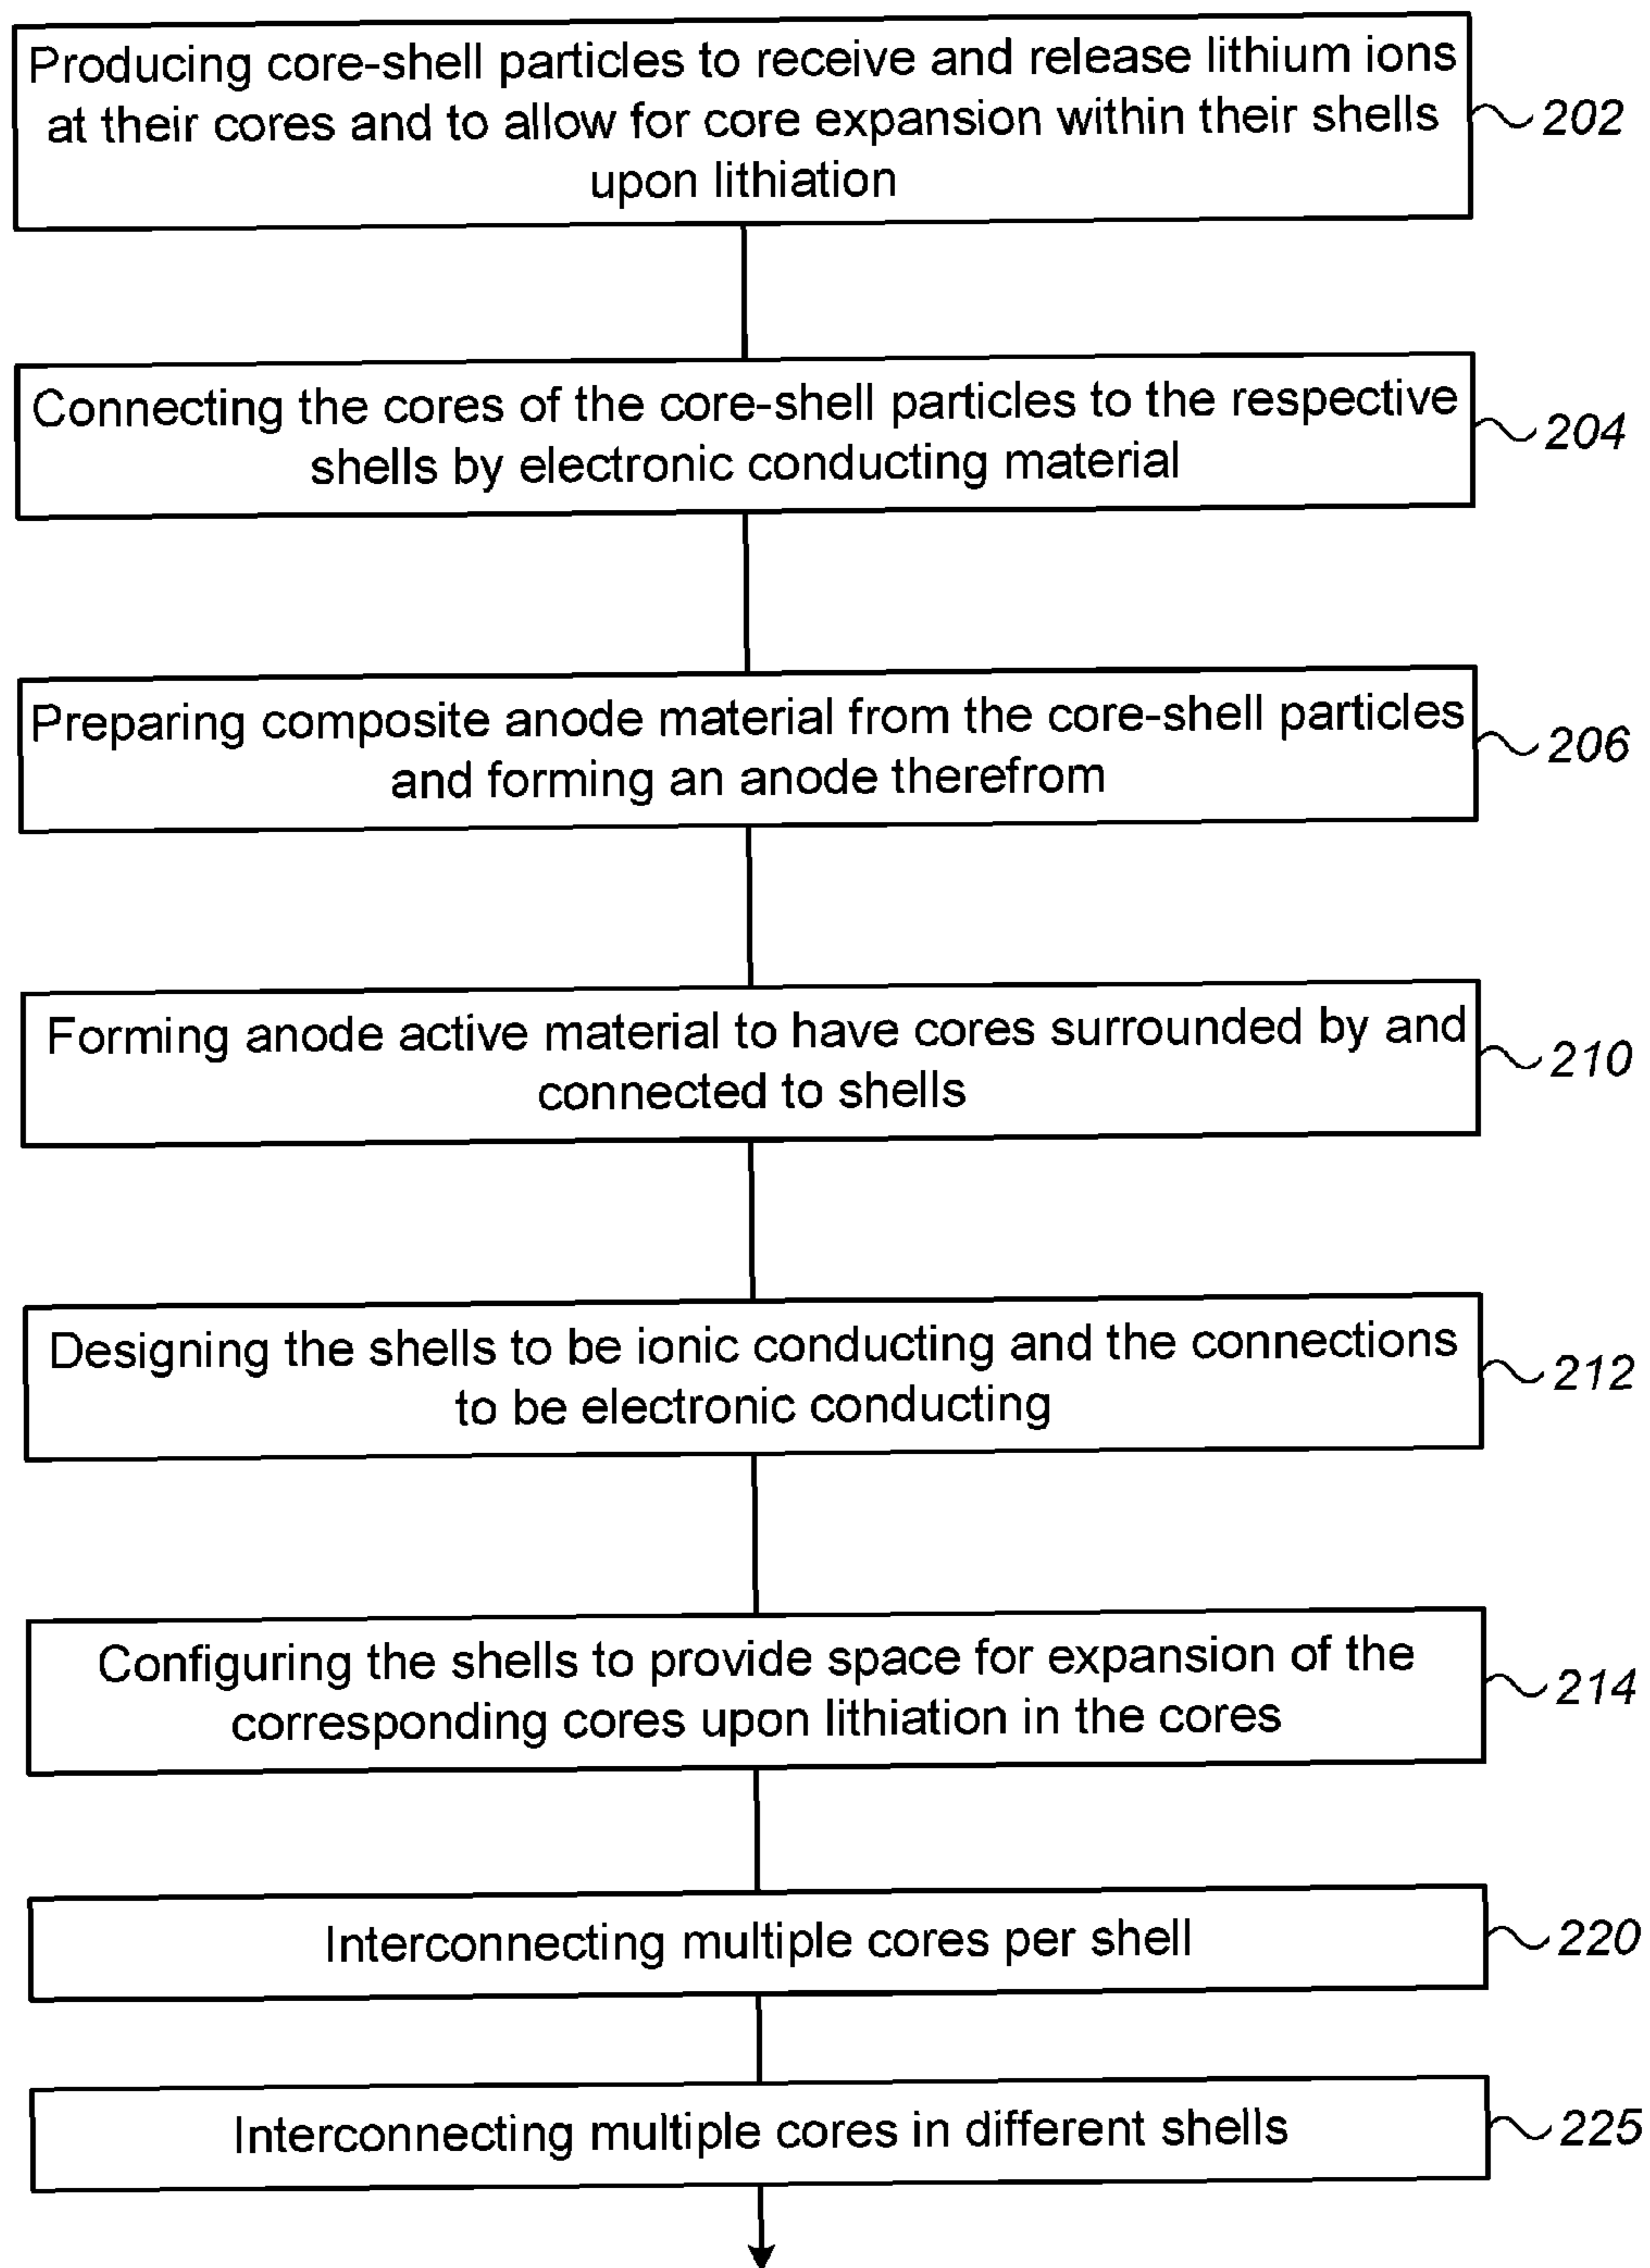 Producing core-shell particles to receive and release lithium ions
at their cores and to allow for core expansion within their shells
upon lithiation
202
Connecting the cores of the core-shell particles to the respective
shells by electronic conducting material
204
Preparing composite anode material from the core-shell particles
and forming an anode therefrom
206
Forming anode active material to have cores surrounded by and
connected to shells
210
Designing the shells to be ionic conducting and the connections
to be electronic conducting
212
Configuring the shells to provide space for expansion of the
corresponding cores upon lithiation in the cores
214
Interconnecting multiple cores per shell
220
Interconnecting multiple cores in different shells
225